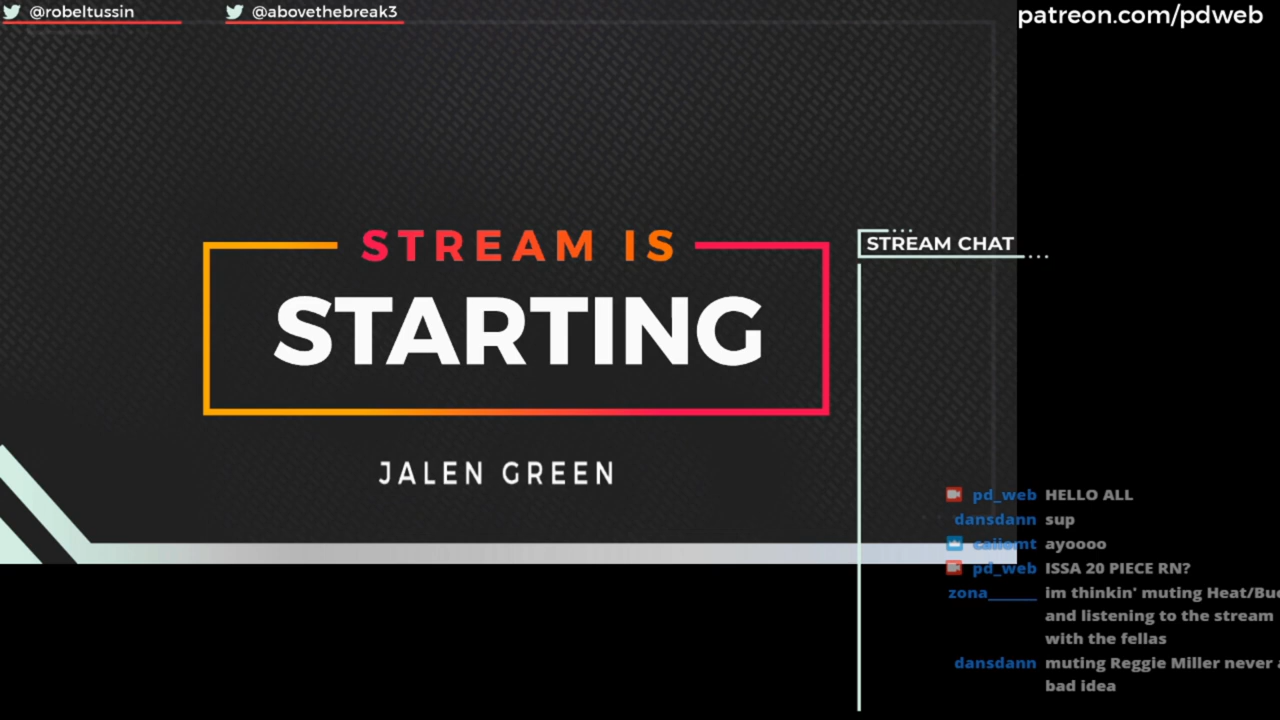 @robeltussin @abovethebreak3
patreon.com/pdweb
STREAM IS
STARTING
JALEN GREEN
STREAM CHAT
pd_web HELLO ALL
dansdann sup
caiiomt ayoooo
pd_web ISSA 20 PIECE RN?
zona______ im thinkin' muting Heat/Buc
and listening to the stream
with the fellas
dansdann muting Reggie Miller never a
bad idea